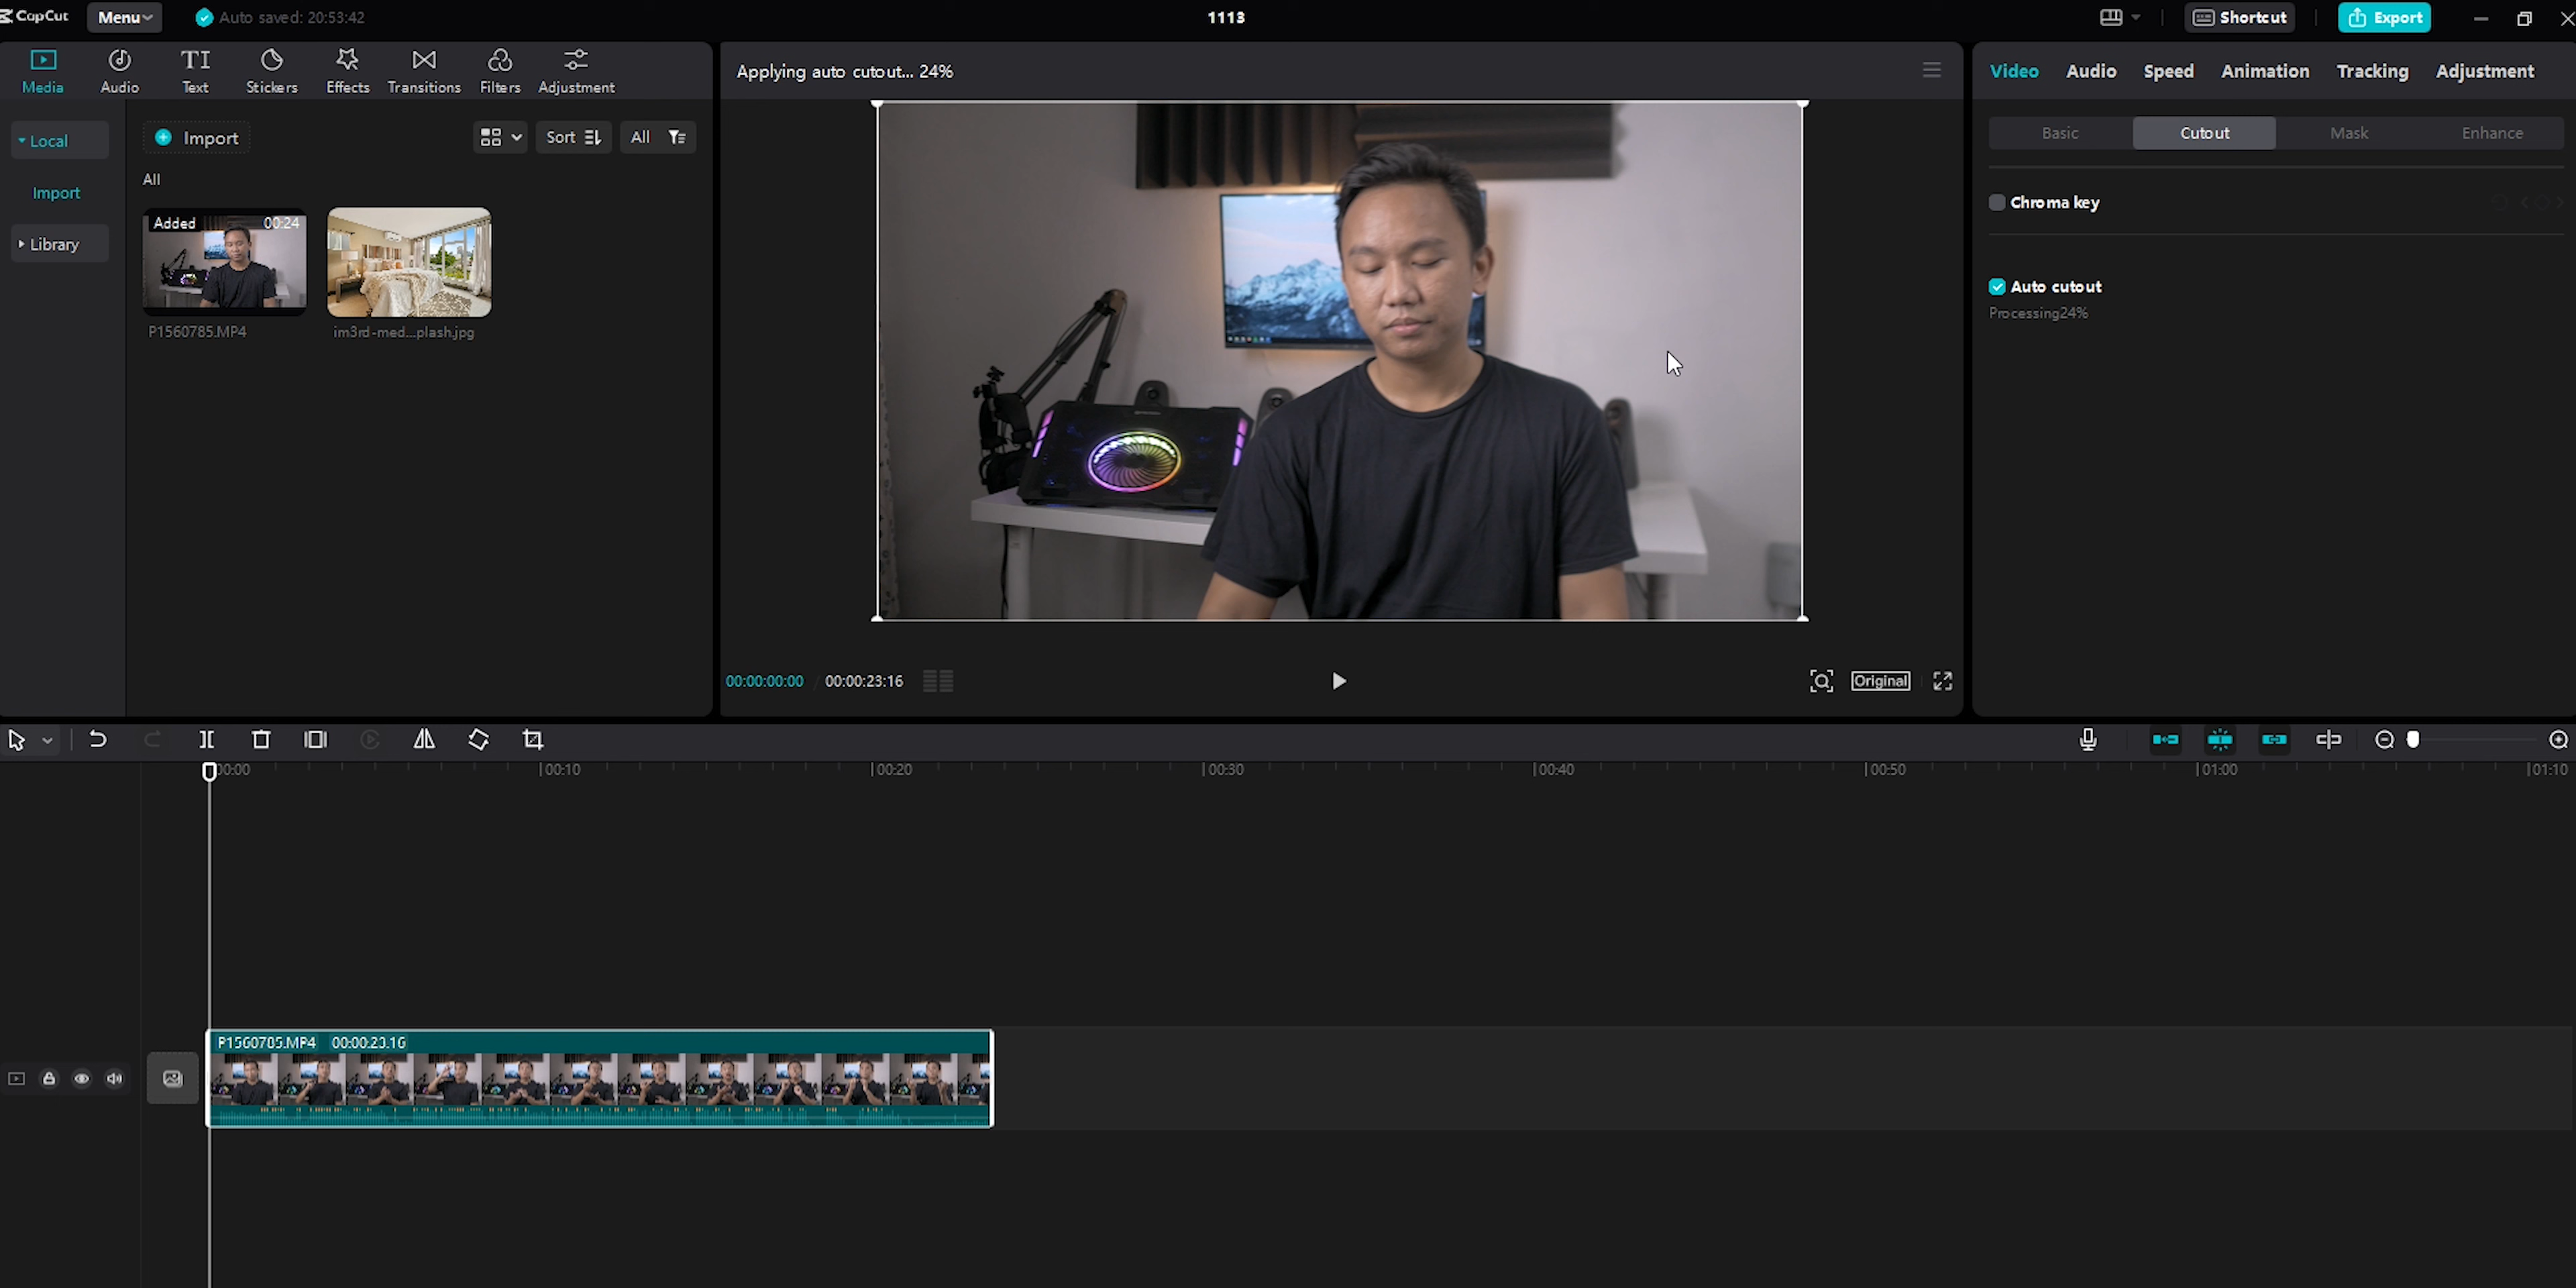 CapCut
Menu
Auto saved: 20:53:42
1113
Shortcut
Export
Media
Audio
Text
Stickers
Effects
Transitions
Filters
Adjustment
Local
Import
Library
Import
Sort
All
All
Added
00:24
P1560785.MP4
im3rd-med...plash.jpg
Applying auto cutout... 24%
00:00:00:00
00:00:23:16
Original
Video
Audio
Speed
Animation
Tracking
Adjustment
Basic
Cutout
Mask
Enhance
Chroma key
Auto cutout
Processing24%
00:00
00:10
00:20
00:30
00:40
00:50
01:00
01:10
P1560785.MP4 00:00:23:16